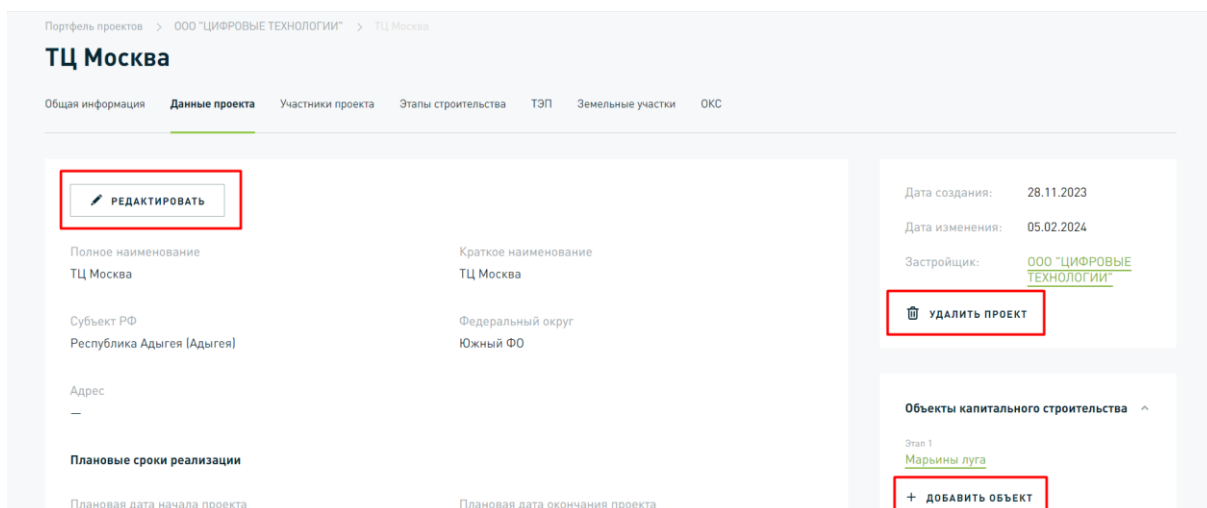 Портфель проектов > ООО "ЦИФРОВЫЕ ТЕХНОЛОГИИ" > ТЦ Москва
ТЦ Москва
Общая информация Данные проекта Участники проекта Этапы строительства ТЭП Земельные участки ОКС
РЕДАКТИРОВАТЬ
Полное наименование Краткое наименование
ТЦ Москва ТЦ Москва
Субъект РФ Федеральный округ
Республика Адыгея (Адыгея) Южный ФО
Адрес
—
Плановые сроки реализации
Плановая дата начала проекта Плановая дата окончания проекта
Дата создания: 28.11.2023
Дата изменения: 05.02.2024
Застройщик: ООО "ЦИФРОВЫЕ
ТЕХНОЛОГИИ"
УДАЛИТЬ ПРОЕКТ
Объекты капитального строительства
Этап 1
Марьины луга
+ ДОБАВИТЬ ОБЪЕКТ